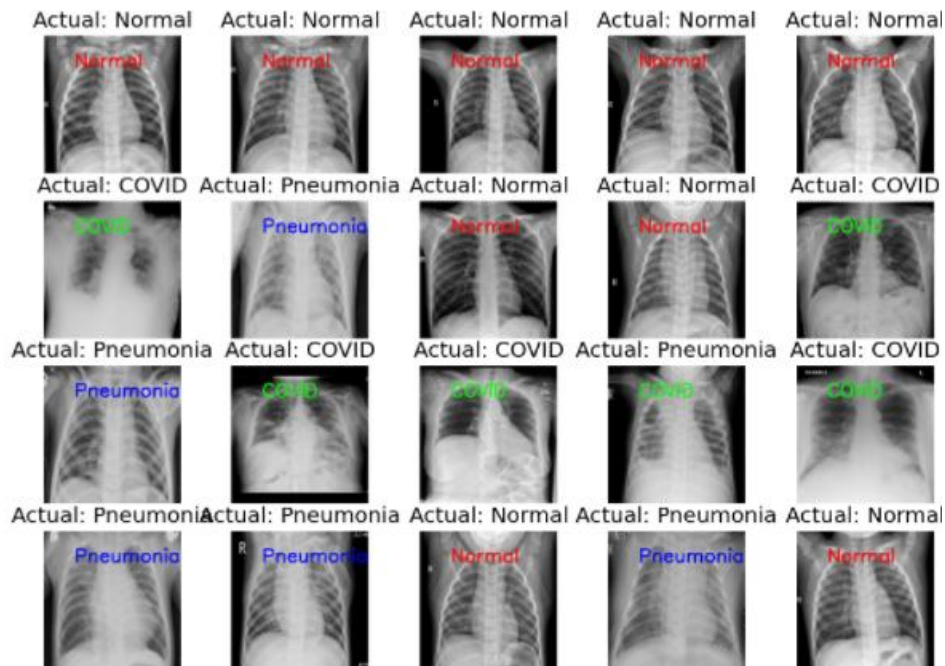 Actual: Normal Actual: Normal Actual: Normal Actual: Normal Actual: Normal
Normal Normal Normal Normal Normal
Actual: COVID Actual: Pneumonia Actual: Normal Actual: Normal Actual: COVID
COVID Pneumonia Normal Normal COVID
Actual: Pneumonia Actual: COVID Actual: COVID Actual: Pneumonia Actual: COVID
Pneumonia COVID COVID COVID COVID
Actual: Pneumonia Actual: Pneumonia Actual: Normal Actual: Pneumonia Actual: Normal
Pneumonia Pneumonia Normal Pneumonia Normal